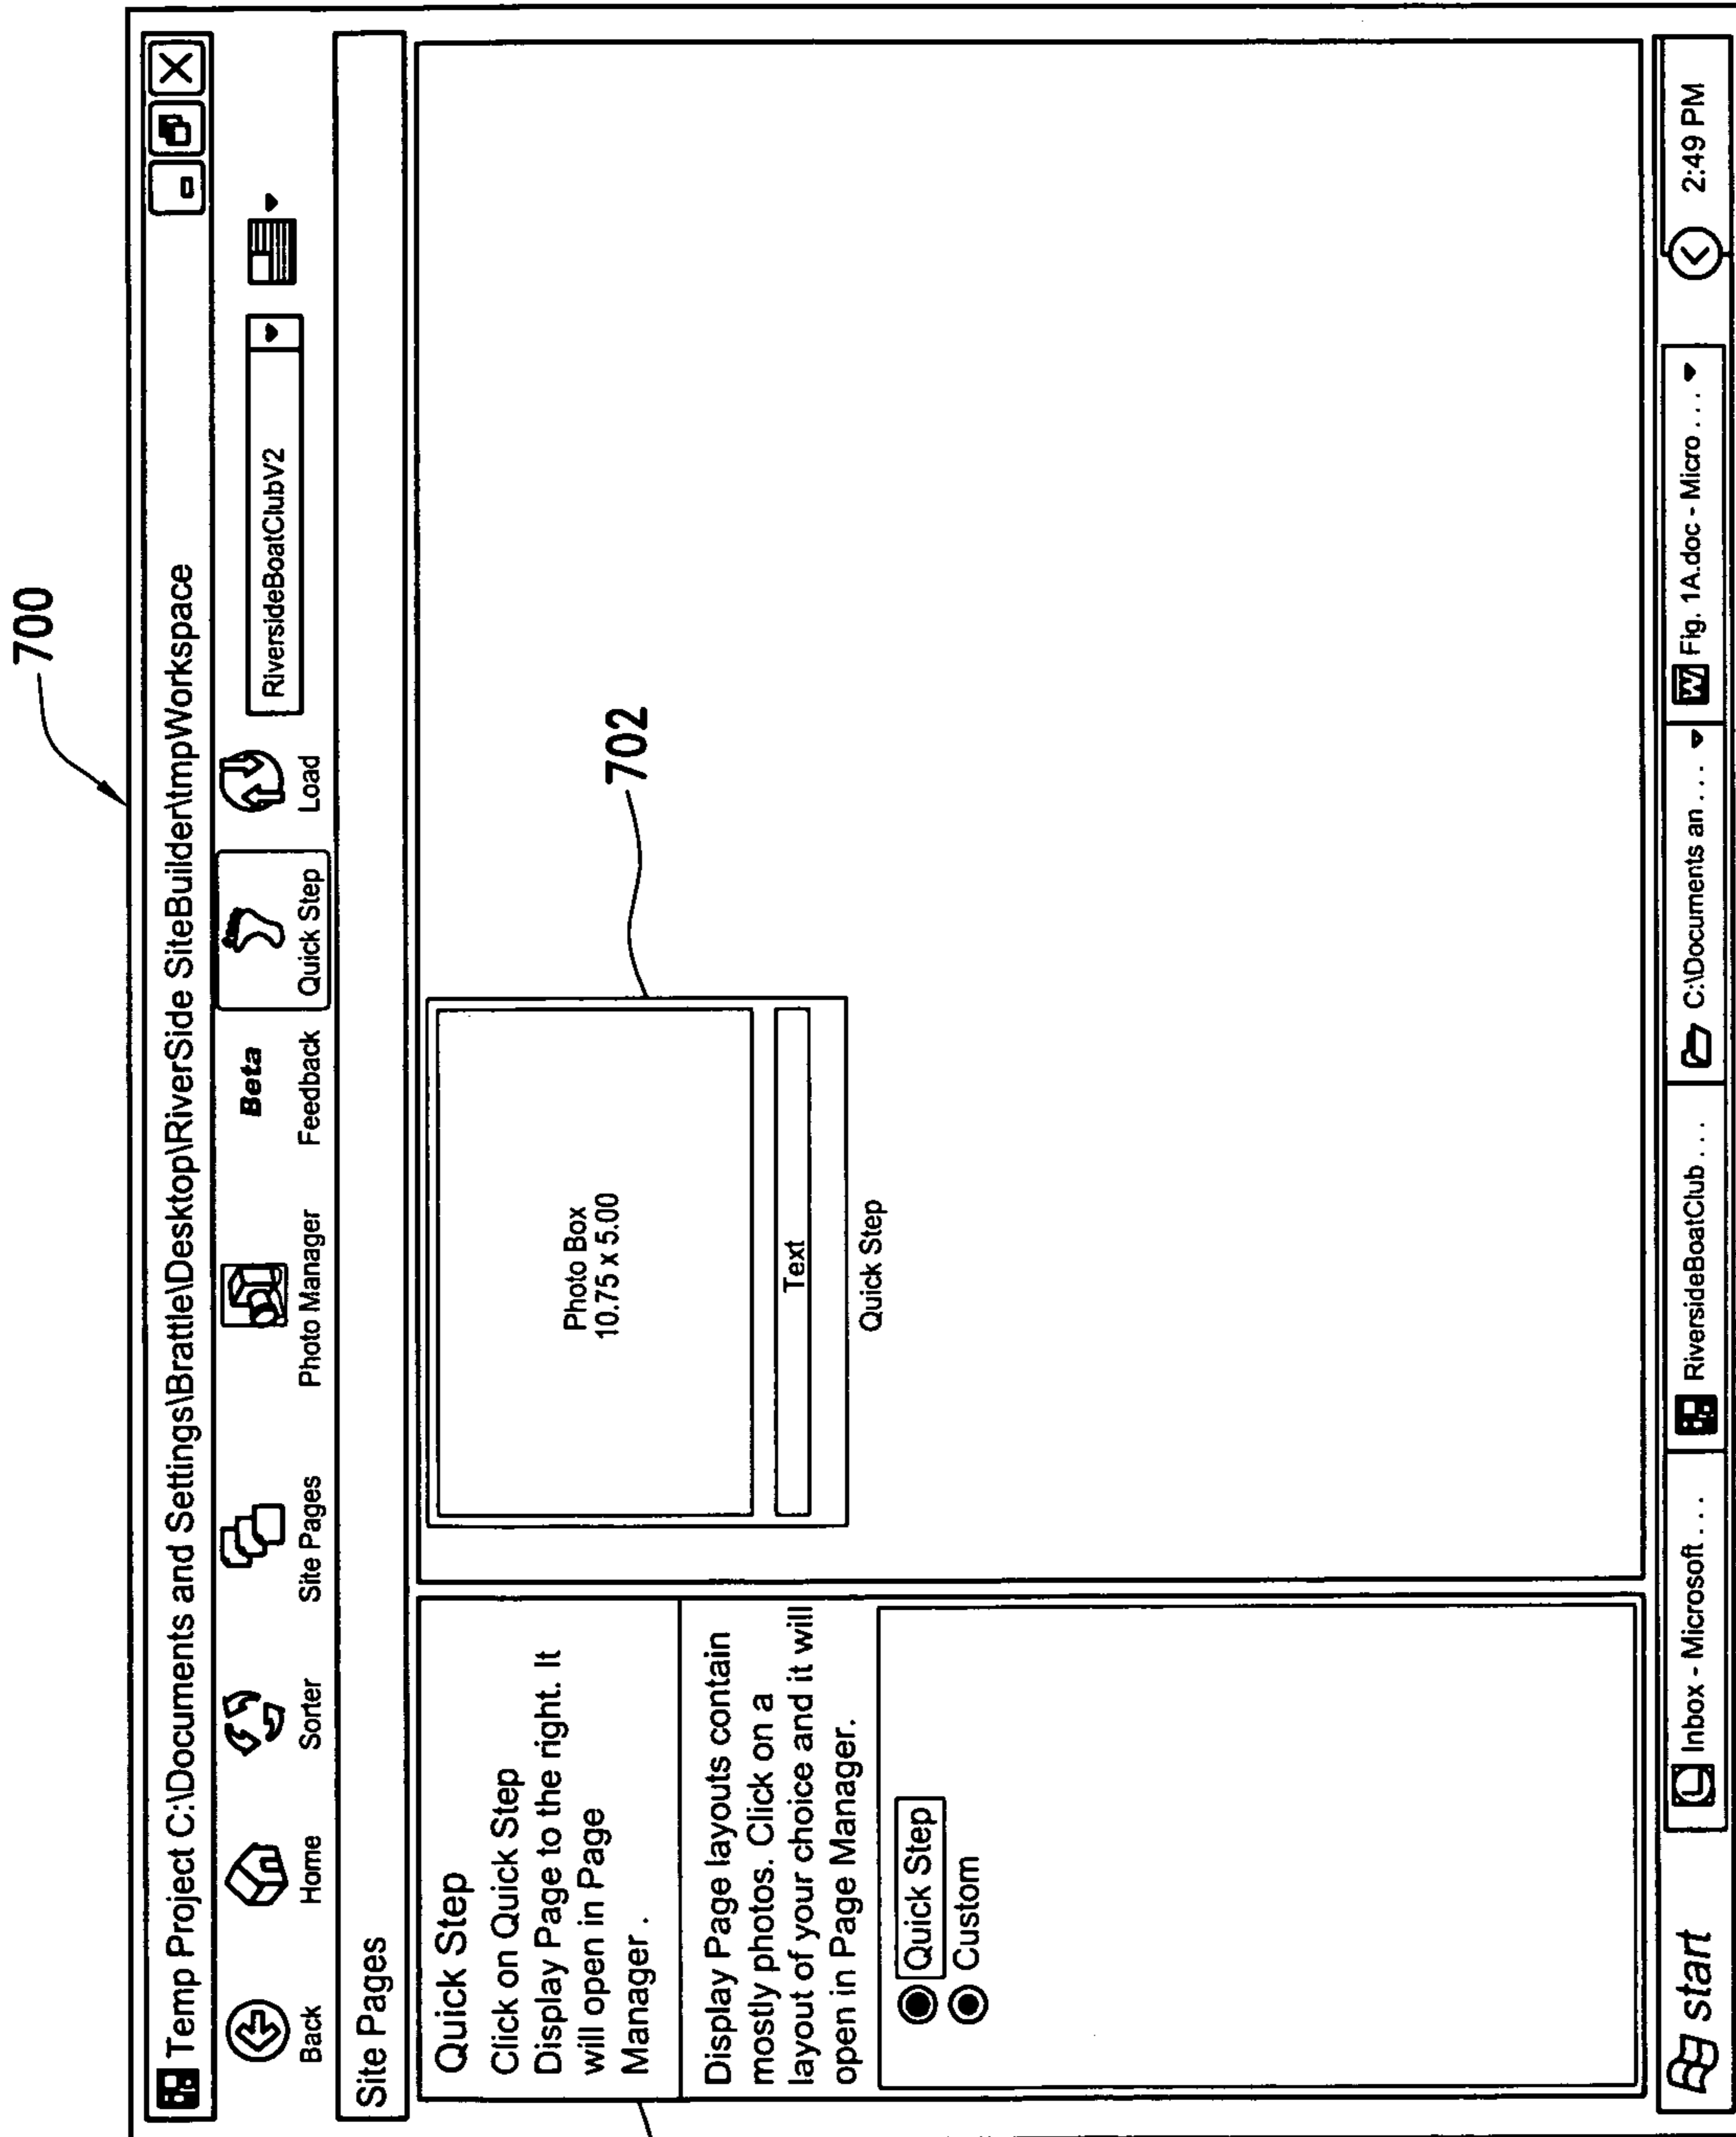 700
Temp Project C:\Documents and Settings\Brattle\Desktop\RiverSide SiteBuilder\tmpWorkspace
Back
Home
Sorter
Site Pages
Photo Manager
Beta
Feedback
Quick Step
Load
RiversideBoatClubV2
Site Pages
Quick Step
Click on Quick Step
Display Page to the right. It
will open in Page
Manager .
Display Page layouts contain
mostly photos. Click on a
layout of your choice and it will
open in Page Manager.
Quick Step
Custom
Photo Box
10.75 x 5.00
Text
Quick Step
702
start
Inbox - Microsoft . . .
RiversideBoatClub . . .
C:\Documents an . . .
W Fig. 1A.doc - Micro . . .
2:49 PM